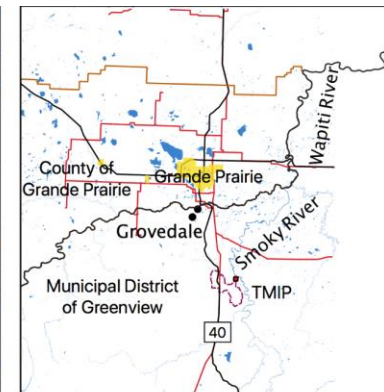 Wapiti River
County of
Grande Prairie
Grande Prairie
Grovedale
Smoky River
Municipal District
of Greenview
TMIP
40